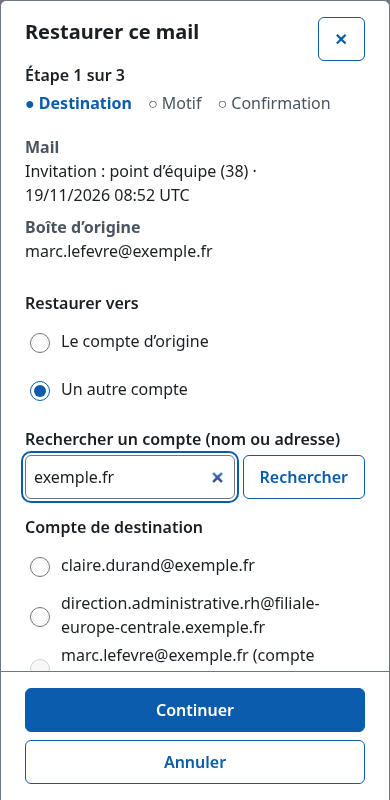 Restaurer ce mail
×
Étape 1 sur 3
● Destination ○ Motif ○ Confirmation
Mail
Invitation : point d’équipe (38) ·
19/11/2026 08:52 UTC
Boîte d’origine
marc.lefevre@exemple.fr
Restaurer vers
Le compte d’origine
Un autre compte
Rechercher un compte (nom ou adresse)
exemple.fr ×
Rechercher
Compte de destination
claire.durand@exemple.fr
direction.administrative.rh@filiale-
europe-centrale.exemple.fr
marc.lefevre@exemple.fr (compte
Continuer
Annuler